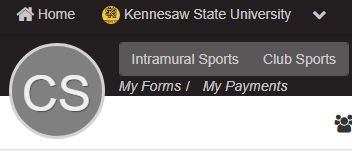 Home Kennesaw State University
Intramural Sports Club Sports
CS
My Forms / My Payments